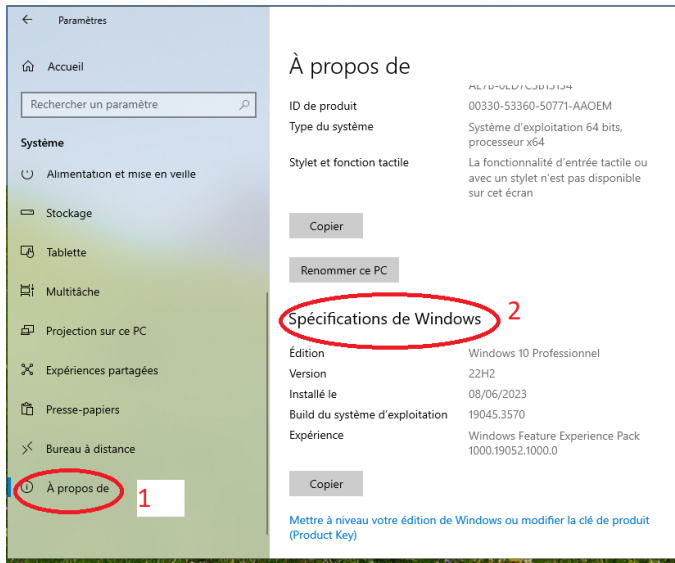 Paramètres
Accueil
Rechercher un paramètre
Système
Alimentation et mise en veille
Stockage
Tablette
Multitâche
Projection sur ce PC
Expériences partagées
Presse-papiers
Bureau à distance
À propos de
1
À propos de
ID de produit 00330-53360-50771-AAOEM
Type du système Système d'exploitation 64 bits,
processeur x64
Stylet et fonction tactile La fonctionnalité d'entrée tactile ou
avec un stylet n'est pas disponible
sur cet écran
Copier
Renommer ce PC
Spécifications de Windows 2
Édition Windows 10 Professionnel
Version 22H2
Installé le 08/06/2023
Build du système d'exploitation 19045.3570
Expérience Windows Feature Experience Pack
1000.19052.1000.0
Copier
Mettre à niveau votre édition de Windows ou modifier la clé de produit
(Product Key)